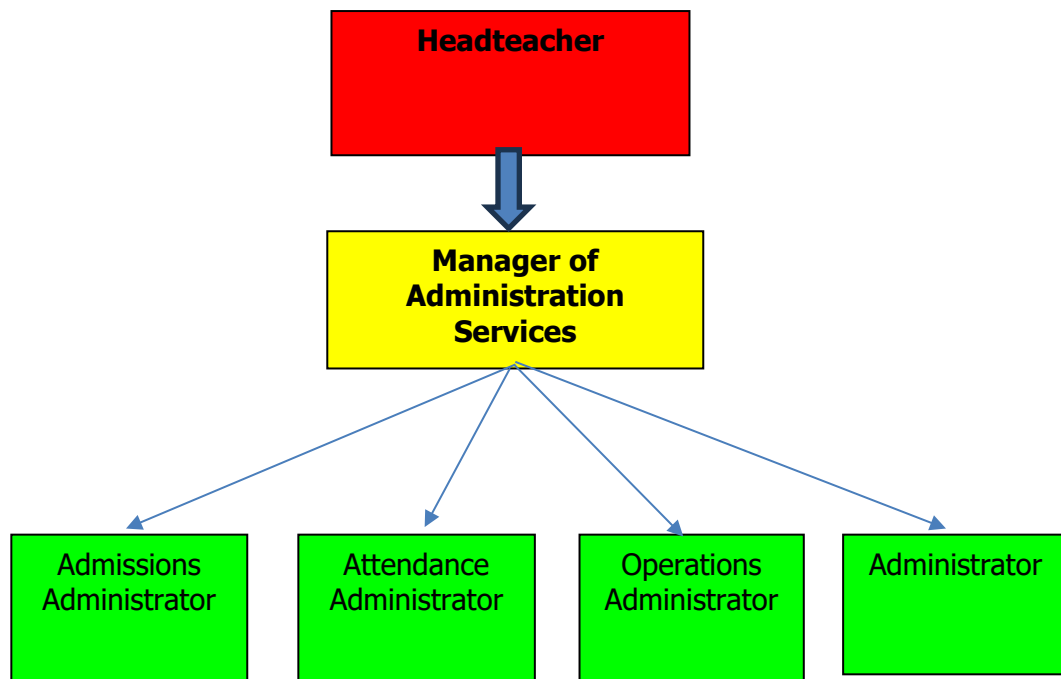 Headteacher
Manager of
Administration
Services
Admissions
Administrator
Attendance
Administrator
Operations
Administrator
Administrator